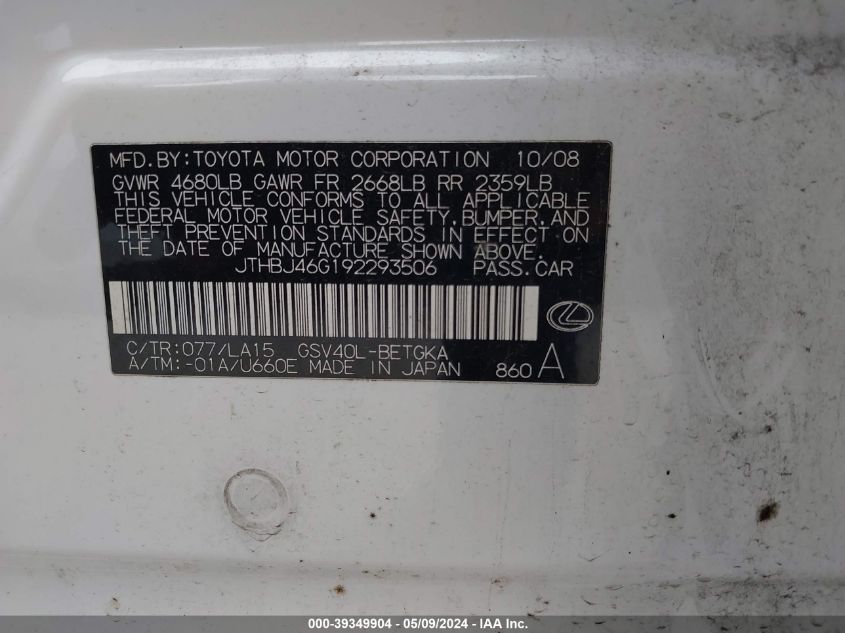 MFD. BY: TOYOTA MOTOR CORPORATION 10/08
GVWR 4680LB GAWR FR 2668LB RR 2359LB
THIS VEHICLE CONFORMS TO ALL APPLICABLE
FEDERAL MOTOR VEHICLE SAFETY, BUMPER, AND
THEFT PREVENTION STANDARDS IN EFFECT ON
THE DATE OF MANUFACTURE SHOWN ABOVE.
JTHBJ46G192293506 PASS. CAR
C/TR: 077/LA15 GSV40L-BETGKA
A/TM: -01A/U660E MADE IN JAPAN 860 A
000-39349904 - 05/09/2024 - IAA Inc.